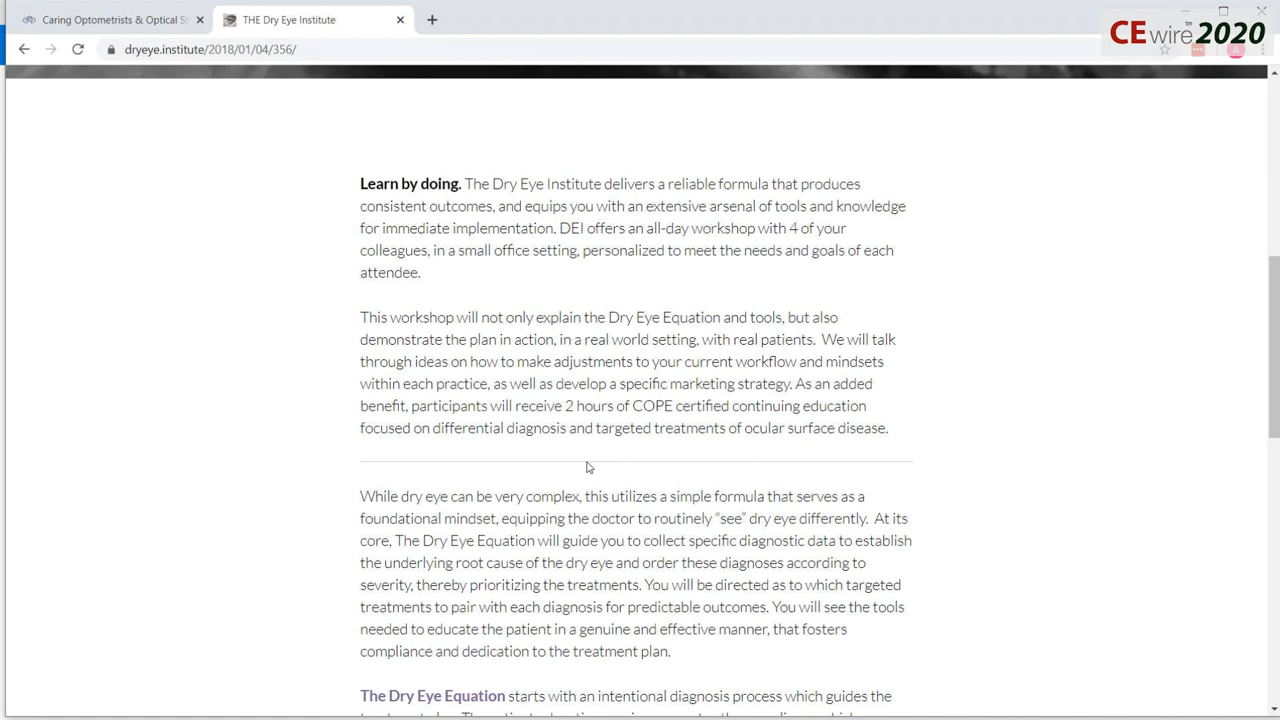 Caring Optometrists & Optical S
THE Dry Eye Institute
CEwire™2020
dryeye.institute/2018/01/04/356/
A
Learn by doing. The Dry Eye Institute delivers a reliable formula that produces
consistent outcomes, and equips you with an extensive arsenal of tools and knowledge
for immediate implementation. DEI offers an all-day workshop with 4 of your
colleagues, in a small office setting, personalized to meet the needs and goals of each
attendee.
This workshop will not only explain the Dry Eye Equation and tools, but also
demonstrate the plan in action, in a real world setting, with real patients. We will talk
through ideas on how to make adjustments to your current workflow and mindsets
within each practice, as well as develop a specific marketing strategy. As an added
benefit, participants will receive 2 hours of COPE certified continuing education
focused on differential diagnosis and targeted treatments of ocular surface disease.
While dry eye can be very complex, this utilizes a simple formula that serves as a
foundational mindset, equipping the doctor to routinely “see” dry eye differently. At its
core, The Dry Eye Equation will guide you to collect specific diagnostic data to establish
the underlying root cause of the dry eye and order these diagnoses according to
severity, thereby prioritizing the treatments. You will be directed as to which targeted
treatments to pair with each diagnosis for predictable outcomes. You will see the tools
needed to educate the patient in a genuine and effective manner, that fosters
compliance and dedication to the treatment plan.
The Dry Eye Equation starts with an intentional diagnosis process which guides the